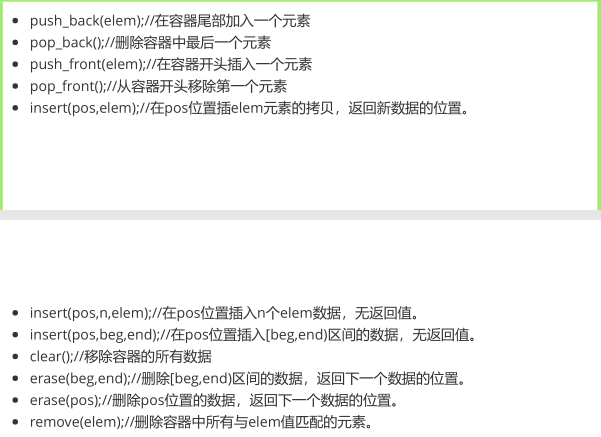 push_back(elem);//在容器尾部加入一个元素
pop_back();//删除容器中最后一个元素
push_front(elem);//在容器开头插入一个元素
pop_front();//从容器开头移除第一个元素
insert(pos,elem);//在pos位置插elem元素的拷贝，返回新数据的位置。
insert(pos,n,elem);//在pos位置插入n个elem数据，无返回值。
insert(pos,beg,end);//在pos位置插入[beg,end)区间的数据，无返回值。
clear();//移除容器的所有数据
erase(beg,end);//删除[beg,end)区间的数据，返回下一个数据的位置。
erase(pos);//删除pos位置的数据，返回下一个数据的位置。
remove(elem);//删除容器中所有与elem值匹配的元素。